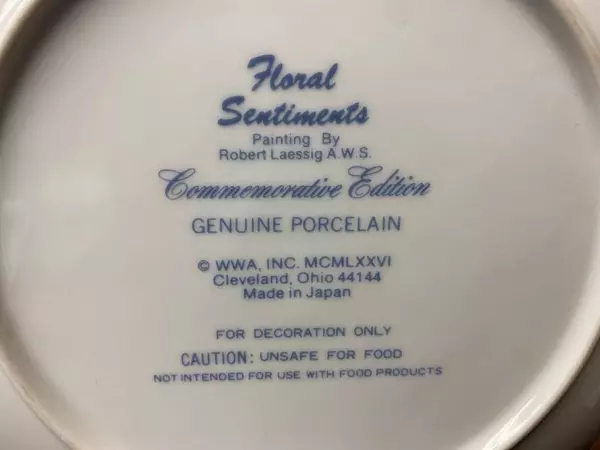 Floral
Sentiments
Painting By
Robert Laessig A.W S.
Commemorative Edition
GENUINE PORCELAIN
© WWA, INC. MCMLXXVI
Cleveland, Ohio 44144
Made in Japan
FOR DECORATION ONLY
CAUTION: UNSAFE FOR FOOD
NOT INTENDED FOR USE WITH FOOD PRODUCTS